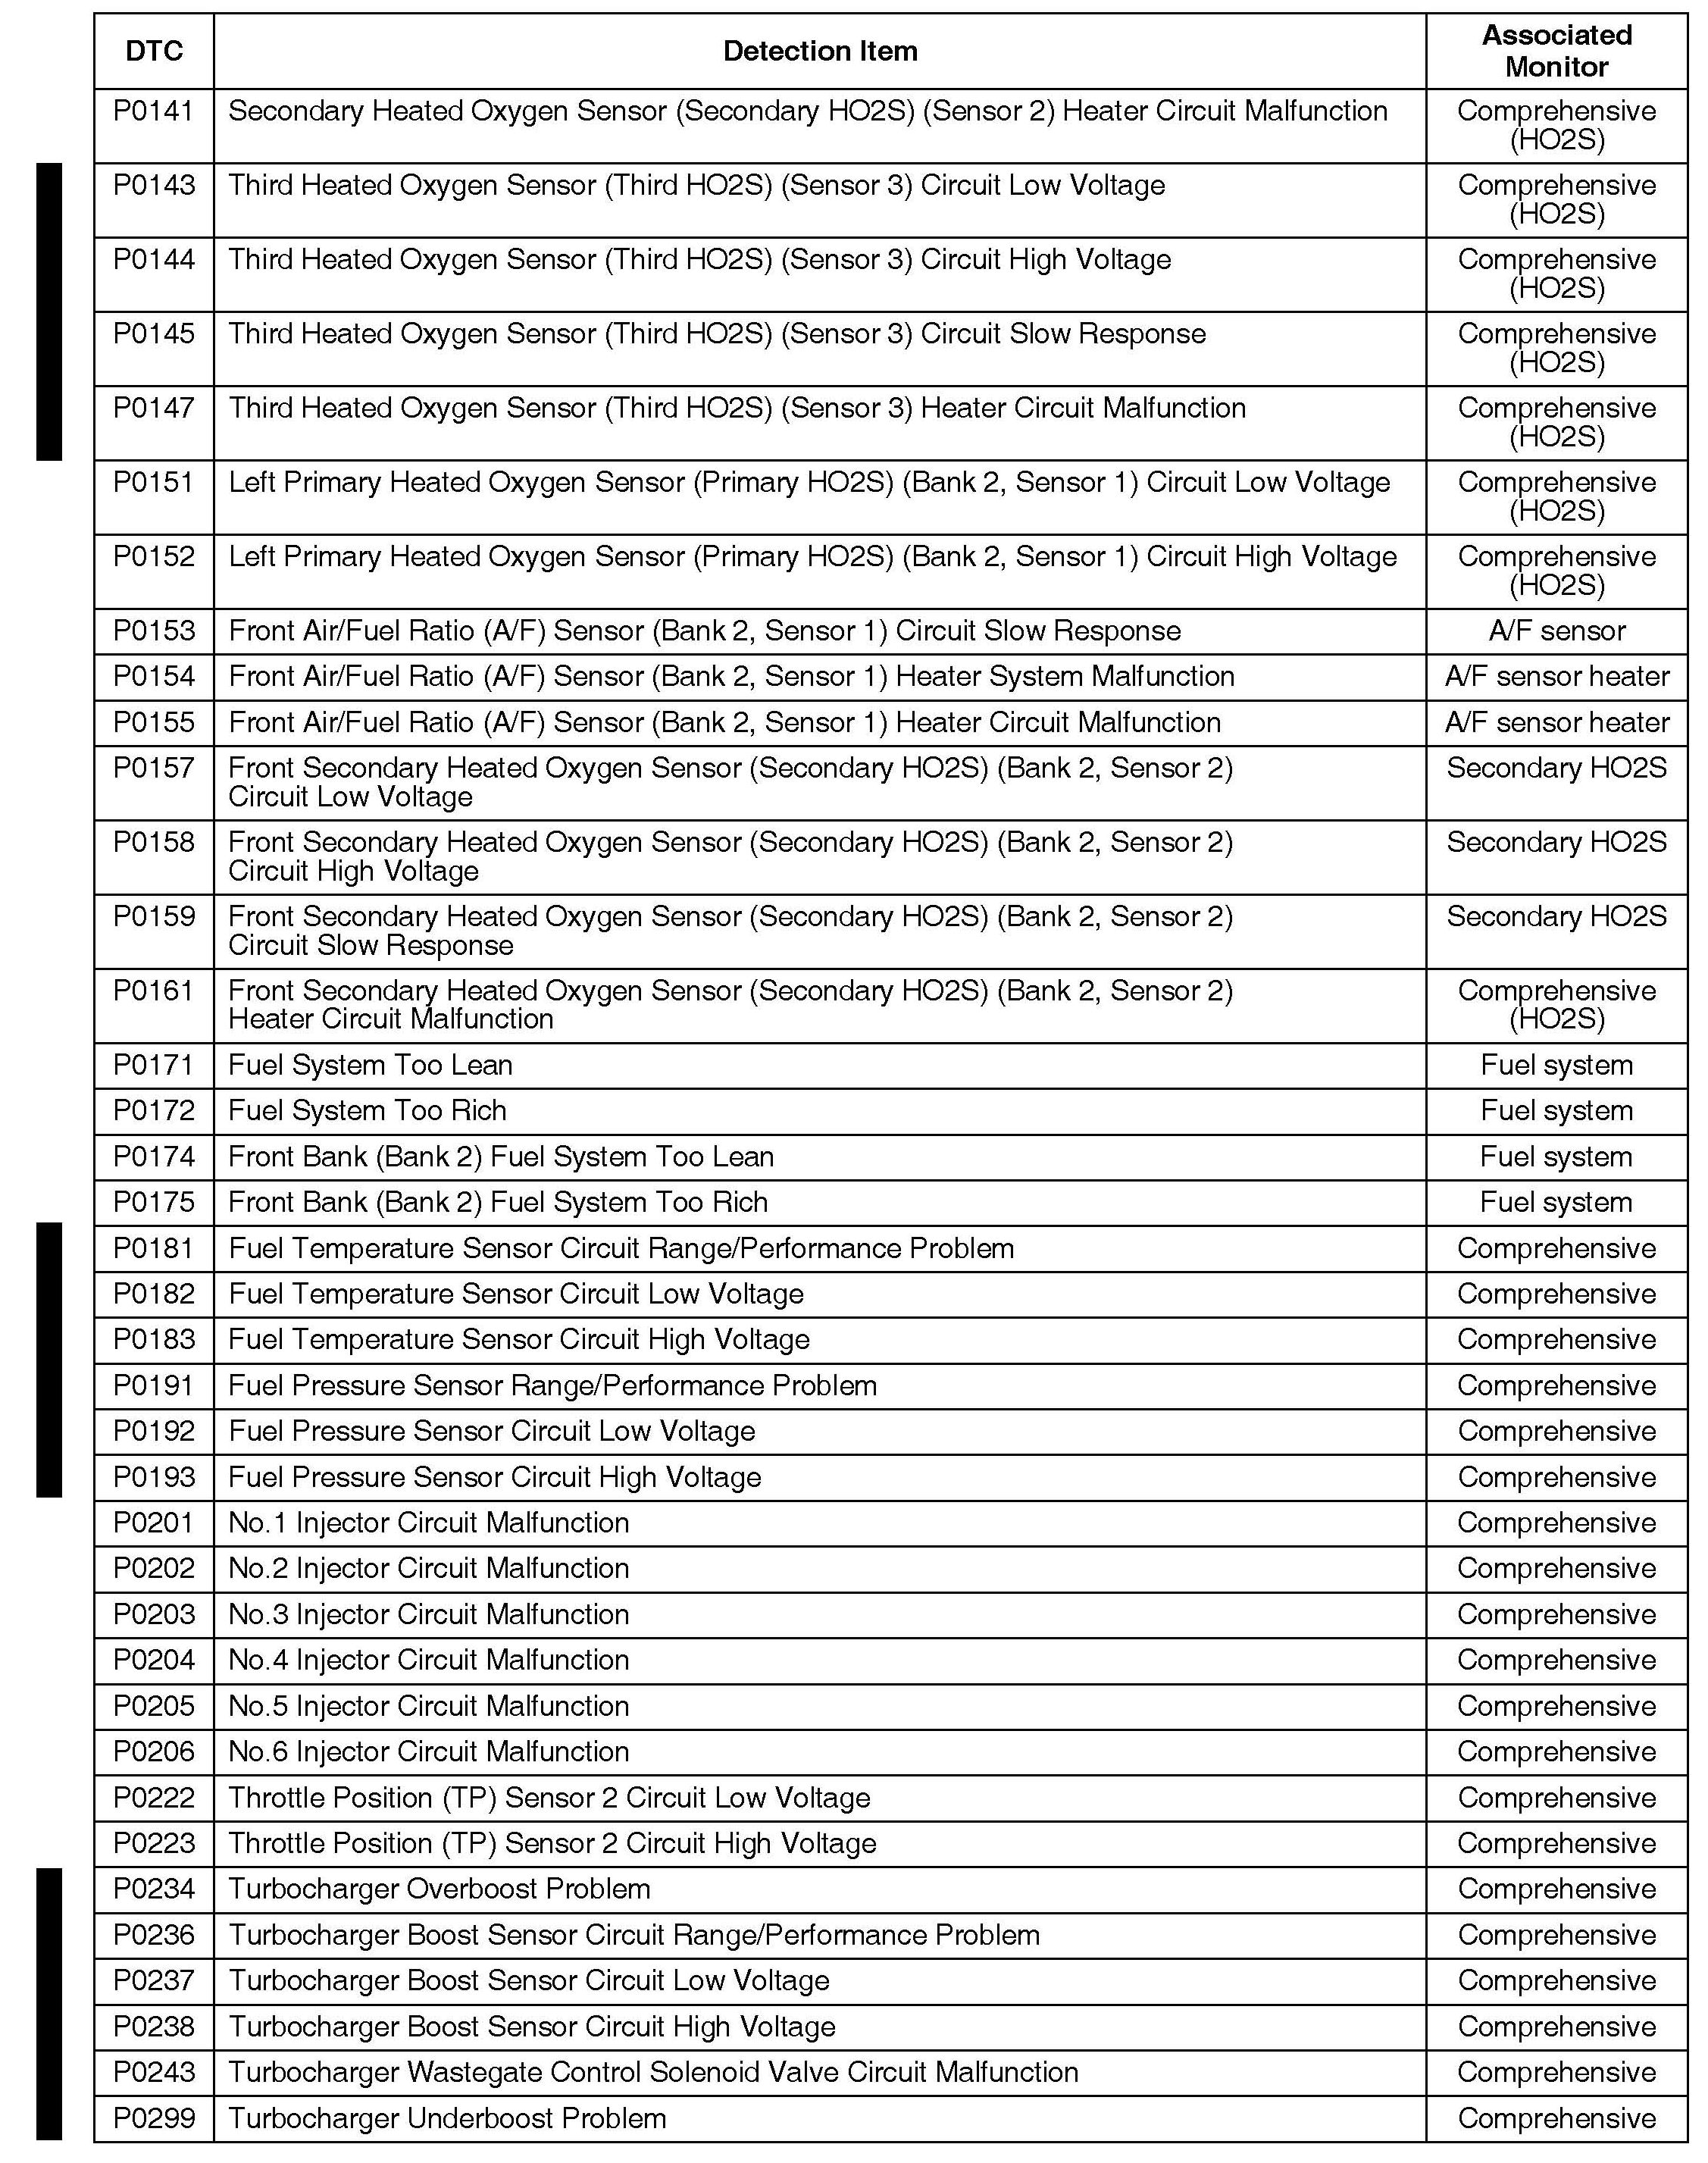 DTC Detection Item Associated
Monitor
P0141 Secondary Heated Oxygen Sensor (Secondary HO2S) (Sensor 2) Heater Circuit Malfunction Comprehensive
(HO2S)
P0143 Third Heated Oxygen Sensor (Third HO2S) (Sensor 3) Circuit Low Voltage Comprehensive
(HO2S)
P0144 Third Heated Oxygen Sensor (Third HO2S) (Sensor 3) Circuit High Voltage Comprehensive
(HO2S)
P0145 Third Heated Oxygen Sensor (Third HO2S) (Sensor 3) Circuit Slow Response Comprehensive
(HO2S)
P0147 Third Heated Oxygen Sensor (Third HO2S) (Sensor 3) Heater Circuit Malfunction Comprehensive
(HO2S)
P0151 Left Primary Heated Oxygen Sensor (Primary HO2S) (Bank 2, Sensor 1) Circuit Low Voltage Comprehensive
(HO2S)
P0152 Left Primary Heated Oxygen Sensor (Primary HO2S) (Bank 2, Sensor 1) Circuit High Voltage Comprehensive
(HO2S)
P0153 Front Air/Fuel Ratio (A/F) Sensor (Bank 2, Sensor 1) Circuit Slow Response A/F sensor
P0154 Front Air/Fuel Ratio (A/F) Sensor (Bank 2, Sensor 1) Heater System Malfunction A/F sensor heater
P0155 Front Air/Fuel Ratio (A/F) Sensor (Bank 2, Sensor 1) Heater Circuit Malfunction A/F sensor heater
P0157 Front Secondary Heated Oxygen Sensor (Secondary HO2S) (Bank 2, Sensor 2) Secondary HO2S
Circuit Low Voltage
P0158 Front Secondary Heated Oxygen Sensor (Secondary HO2S) (Bank 2, Sensor 2) Secondary HO2S
Circuit High Voltage
P0159 Front Secondary Heated Oxygen Sensor (Secondary HO2S) (Bank 2, Sensor 2) Secondary HO2S
Circuit Slow Response
P0161 Front Secondary Heated Oxygen Sensor (Secondary HO2S) (Bank 2, Sensor 2) Comprehensive
Heater Circuit Malfunction (HO2S)
P0171 Fuel System Too Lean Fuel system
P0172 Fuel System Too Rich Fuel system
P0174 Front Bank (Bank 2) Fuel System Too Lean Fuel system
P0175 Front Bank (Bank 2) Fuel System Too Rich Fuel system
P0181 Fuel Temperature Sensor Circuit Range/Performance Problem Comprehensive
P0182 Fuel Temperature Sensor Circuit Low Voltage Comprehensive
P0183 Fuel Temperature Sensor Circuit High Voltage Comprehensive
P0191 Fuel Pressure Sensor Range/Performance Problem Comprehensive
P0192 Fuel Pressure Sensor Circuit Low Voltage Comprehensive
P0193 Fuel Pressure Sensor Circuit High Voltage Comprehensive
P0201 No.1 Injector Circuit Malfunction Comprehensive
P0202 No.2 Injector Circuit Malfunction Comprehensive
P0203 No.3 Injector Circuit Malfunction Comprehensive
P0204 No.4 Injector Circuit Malfunction Comprehensive
P0205 No.5 Injector Circuit Malfunction Comprehensive
P0206 No.6 Injector Circuit Malfunction Comprehensive
P0222 Throttle Position (TP) Sensor 2 Circuit Low Voltage Comprehensive
P0223 Throttle Position (TP) Sensor 2 Circuit High Voltage Comprehensive
P0234 Turbocharger Overboost Problem Comprehensive
P0236 Turbocharger Boost Sensor Circuit Range/Performance Problem Comprehensive
P0237 Turbocharger Boost Sensor Circuit Low Voltage Comprehensive
P0238 Turbocharger Boost Sensor Circuit High Voltage Comprehensive
P0243 Turbocharger Wastegate Control Solenoid Valve Circuit Malfunction Comprehensive
P0299 Turbocharger Underboost Problem Comprehensive